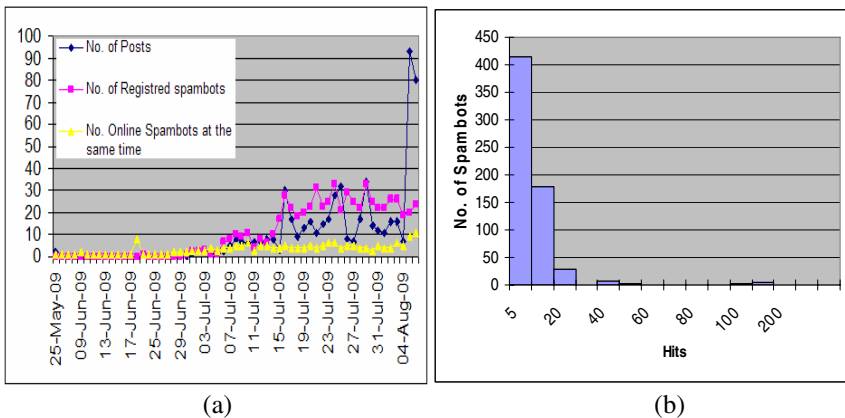 100
90
80
70
60
50
40
30
20
10
0
No. of Posts
No. of Registred spambots
No. Online Spambots at the
same time
25-May-09
09-Jun-09
17-Jun-09
25-Jun-09
29-Jun-09
03-Jul-09
07-Jul-09
11-Jul-09
15-Jul-09
19-Jul-09
23-Jul-09
27-Jul-09
31-Jul-09
04-Aug-09
(a)
No. of Spambots
450
400
350
300
250
200
150
100
50
0
5
20
40
60
100
200
Hits
(b)